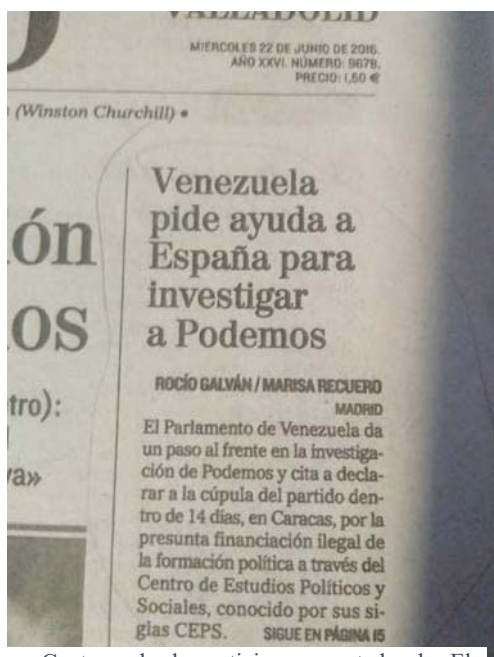 VALLADOLID
MIERCOLES 22 DE JUNIO DE 2016.
AÑO XXVI. NÚMERO: 9678.
PRECIO: 1,50 €
(Winston Churchill) •
Venezuela
pide ayuda a
España para
investigar
a Podemos
ón
os
tro):
va»
ROCÍO GALVÁN / MARISA RECUERO
MADRID
El Parlamento de Venezuela da
un paso al frente en la investiga-
ción de Podemos y cita a decla-
rar a la cúpula del partido den-
tro de 14 días, en Caracas, por la
presunta financiación ilegal de
la formación política a través del
Centro de Estudios Políticos y
Sociales, conocido por sus si-
glas CEPS. SIGUE EN PÁGINA 15